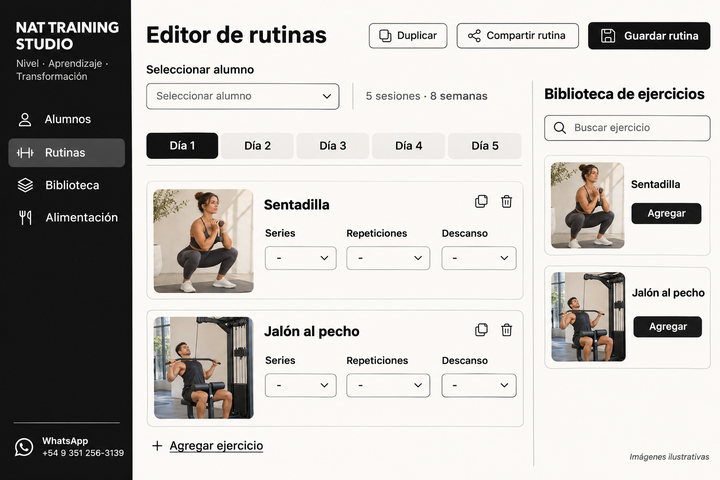 NAT TRAINING
STUDIO
Nivel · Aprendizaje ·
Transformación
Alumnos
Rutinas
Biblioteca
Alimentación
WhatsApp
+54 9 351 256-3139
Editor de rutinas
Duplicar
Compartir rutina
Guardar rutina
Seleccionar alumno
Seleccionar alumno
5 sesiones · 8 semanas
Día 1
Día 2
Día 3
Día 4
Día 5
Sentadilla
Series
Repeticiones
Descanso
-
-
-
Jalón al pecho
Series
Repeticiones
Descanso
-
-
-
+ Agregar ejercicio
Biblioteca de ejercicios
Buscar ejercicio
Sentadilla
Agregar
Jalón al pecho
Agregar
Imágenes ilustrativas